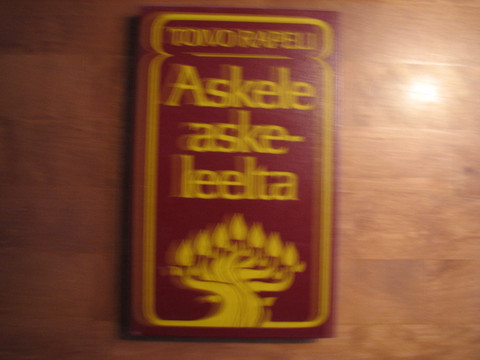 TOIVO RAPELI
Askele
aske-
leelta